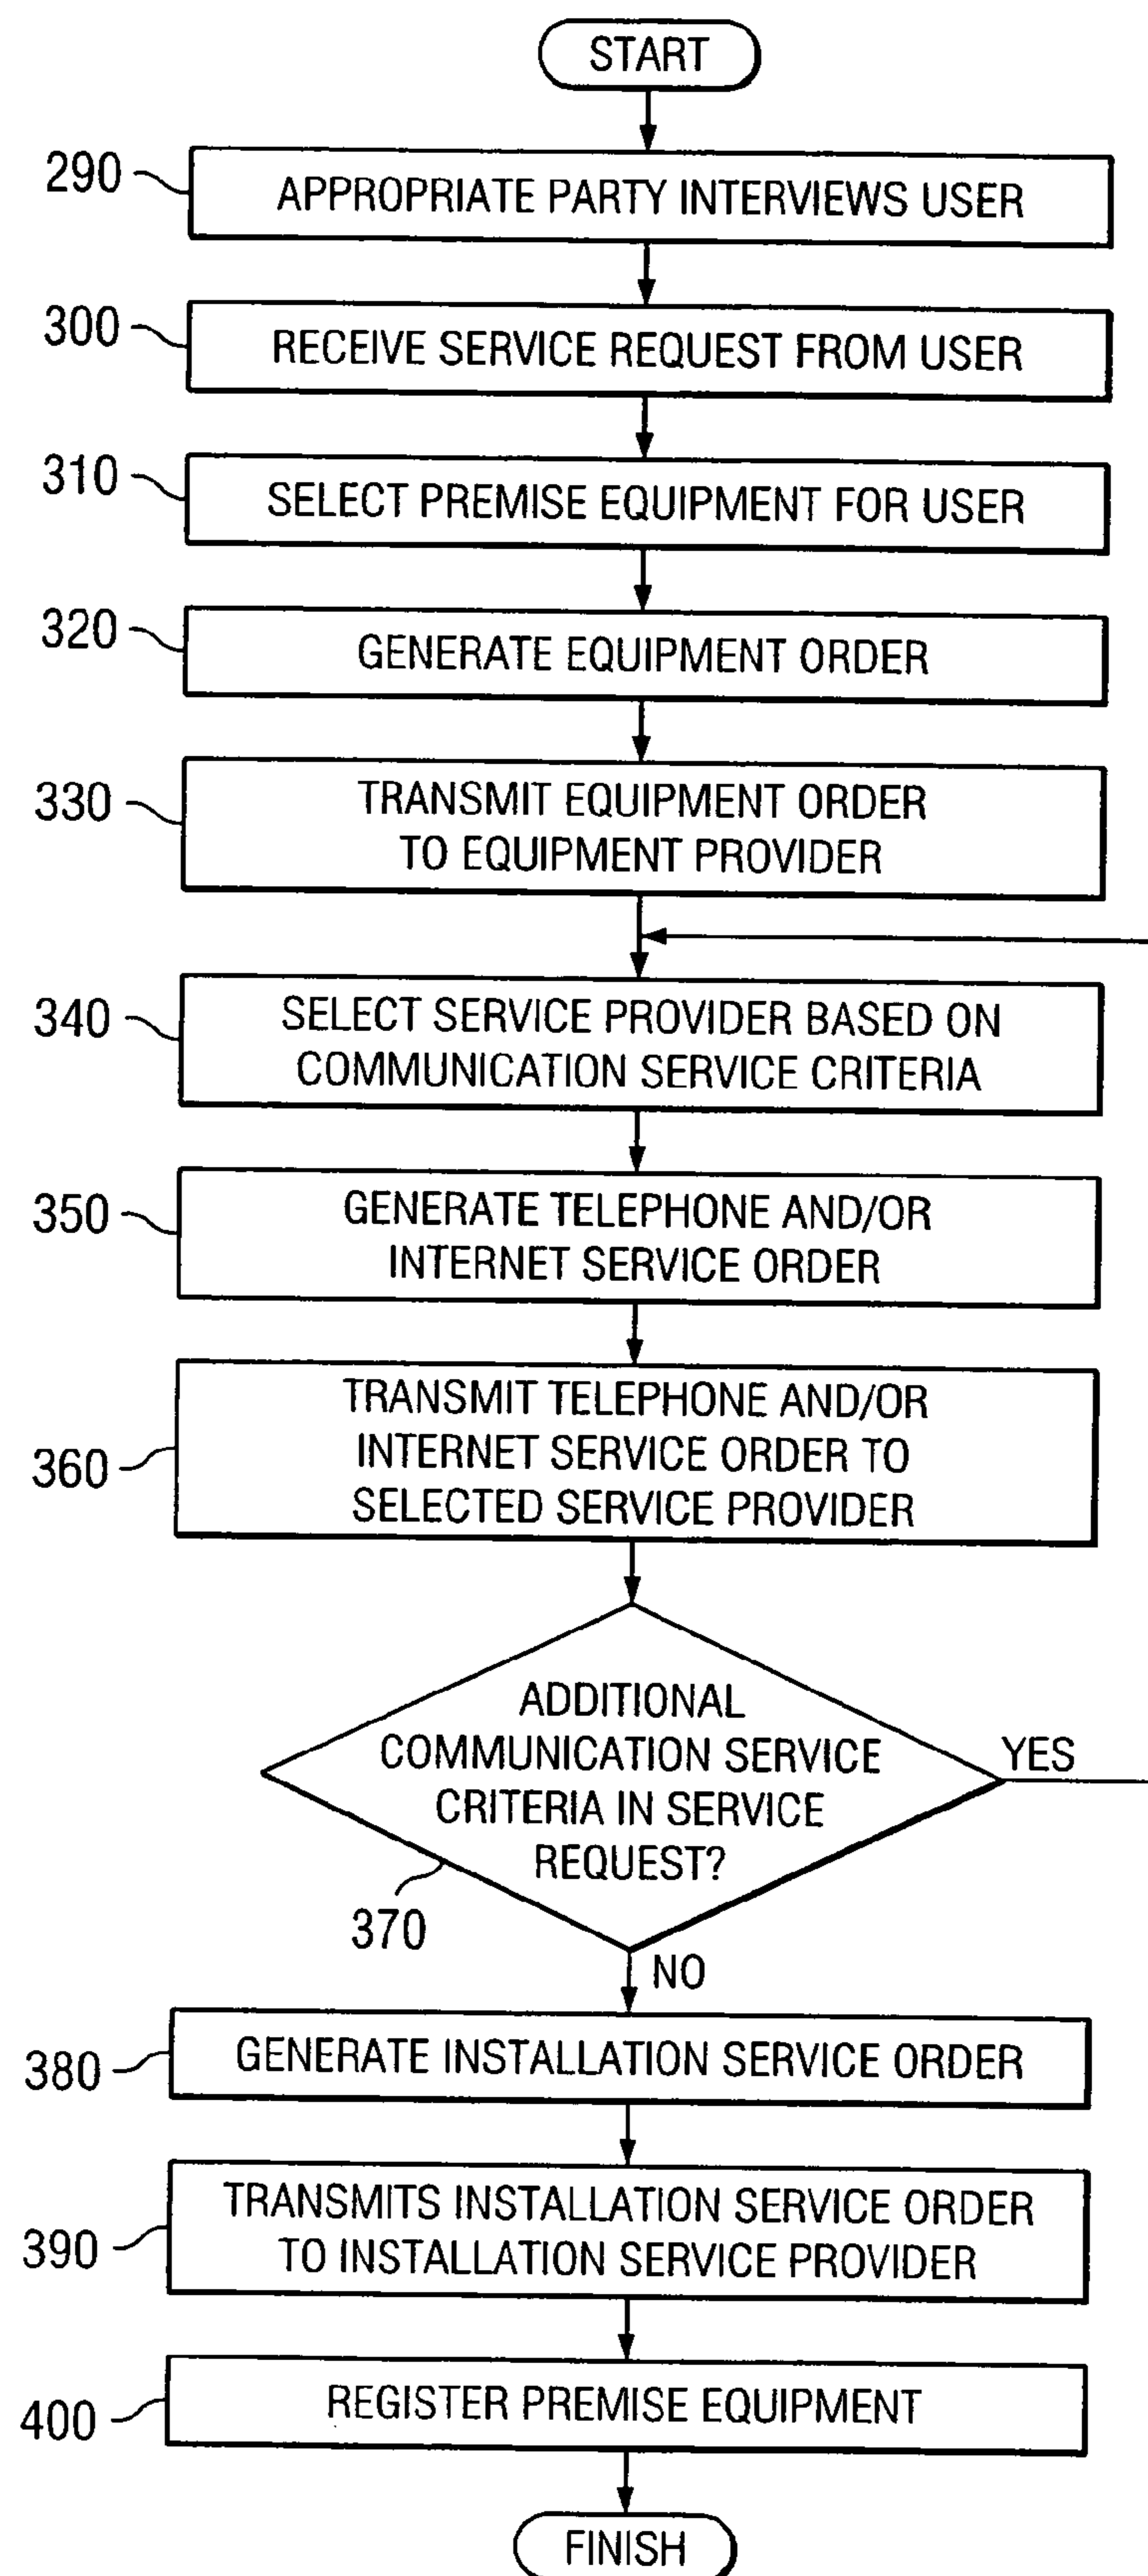 START
290
APPROPRIATE PARTY INTERVIEWS USER
300
RECEIVE SERVICE REQUEST FROM USER
310
SELECT PREMISE EQUIPMENT FOR USER
320
GENERATE EQUIPMENT ORDER
330
TRANSMIT EQUIPMENT ORDER
TO EQUIPMENT PROVIDER
340
SELECT SERVICE PROVIDER BASED ON
COMMUNICATION SERVICE CRITERIA
350
GENERATE TELEPHONE AND/OR
INTERNET SERVICE ORDER
360
TRANSMIT TELEPHONE AND/OR
INTERNET SERVICE ORDER TO
SELECTED SERVICE PROVIDER
ADDITIONAL
COMMUNICATION SERVICE
CRITERIA IN SERVICE
REQUEST?
YES
370
NO
380
GENERATE INSTALLATION SERVICE ORDER
390
TRANSMITS INSTALLATION SERVICE ORDER
TO INSTALLATION SERVICE PROVIDER
400
REGISTER PREMISE EQUIPMENT
FINISH